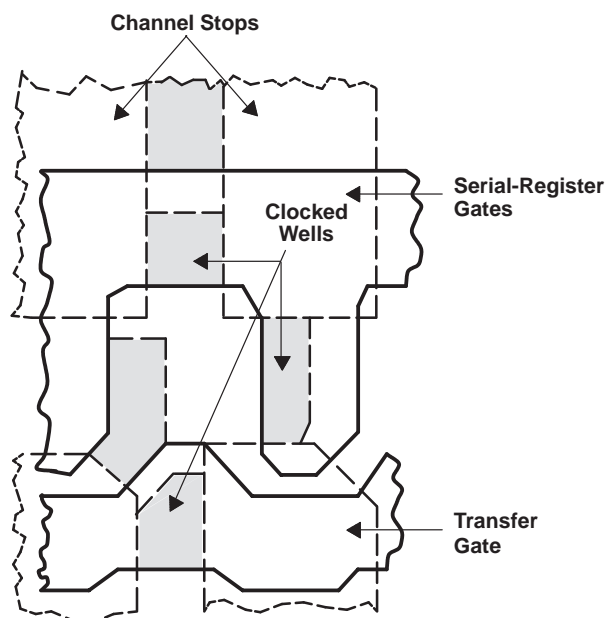 Channel Stops
Serial-Register
Gates
Clocked
Wells
Transfer
Gate